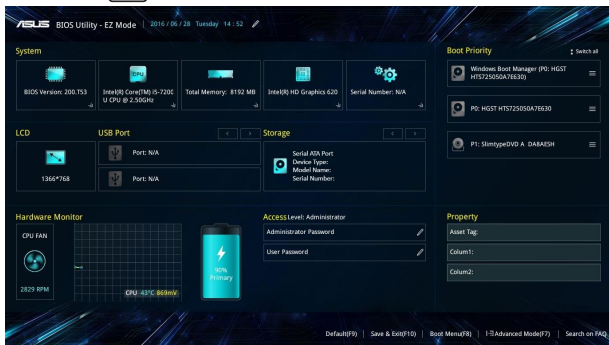 ASUS BIOS Utility - EZ Mode 2016 / 06 / 28 Tuesday 14 : 52
System
BIOS Version: 200.T53
CPU
Intel(R) Core(TM) i5-7200
U CPU @ 2.50GHz
Total Memory: 8192 MB
Intel(R) HD Graphics 620
Serial Number: N/A
Boot Priority
Switch all
Windows Boot Manager (P0: HGST
HTS725050A7E630)
P0: HGST HTS725050A7E630
P1: SlimtypeDVD A DA8AESH
LCD
1366*768
USB Port
Port: N/A
Port: N/A
Storage
Serial ATA Port
Device Type:
Model Name:
Serial Number:
Hardware Monitor
CPU FAN
2829 RPM
CPU 43°C 869mV
90%
Primary
Access Level: Administrator
Administrator Password
User Password
Property
Asset Tag:
Colum1:
Colum2:
Default(F9) | Save & Exit(F10) | Boot Menu(F8) | Advanced Mode(F7) | Search on FAQ